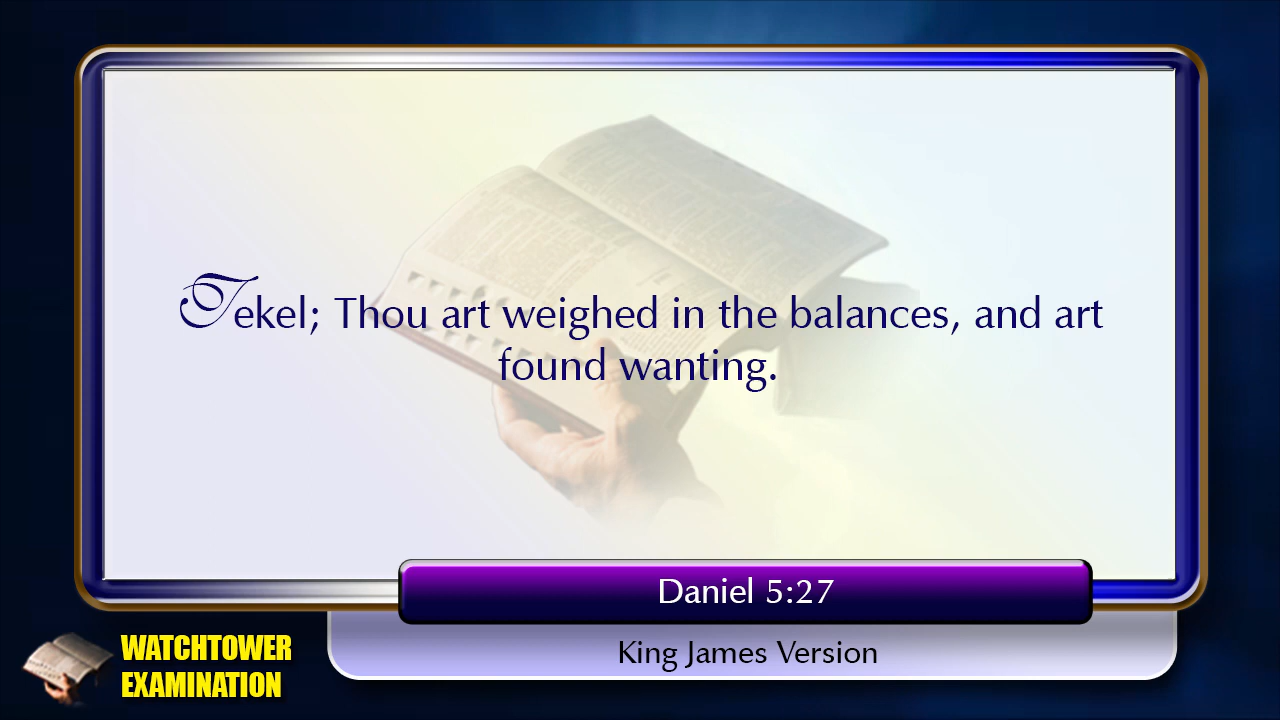 Tekel; Thou art weighed in the balances, and art
found wanting.
Daniel 5:27
King James Version
WATCHTOWER
EXAMINATION